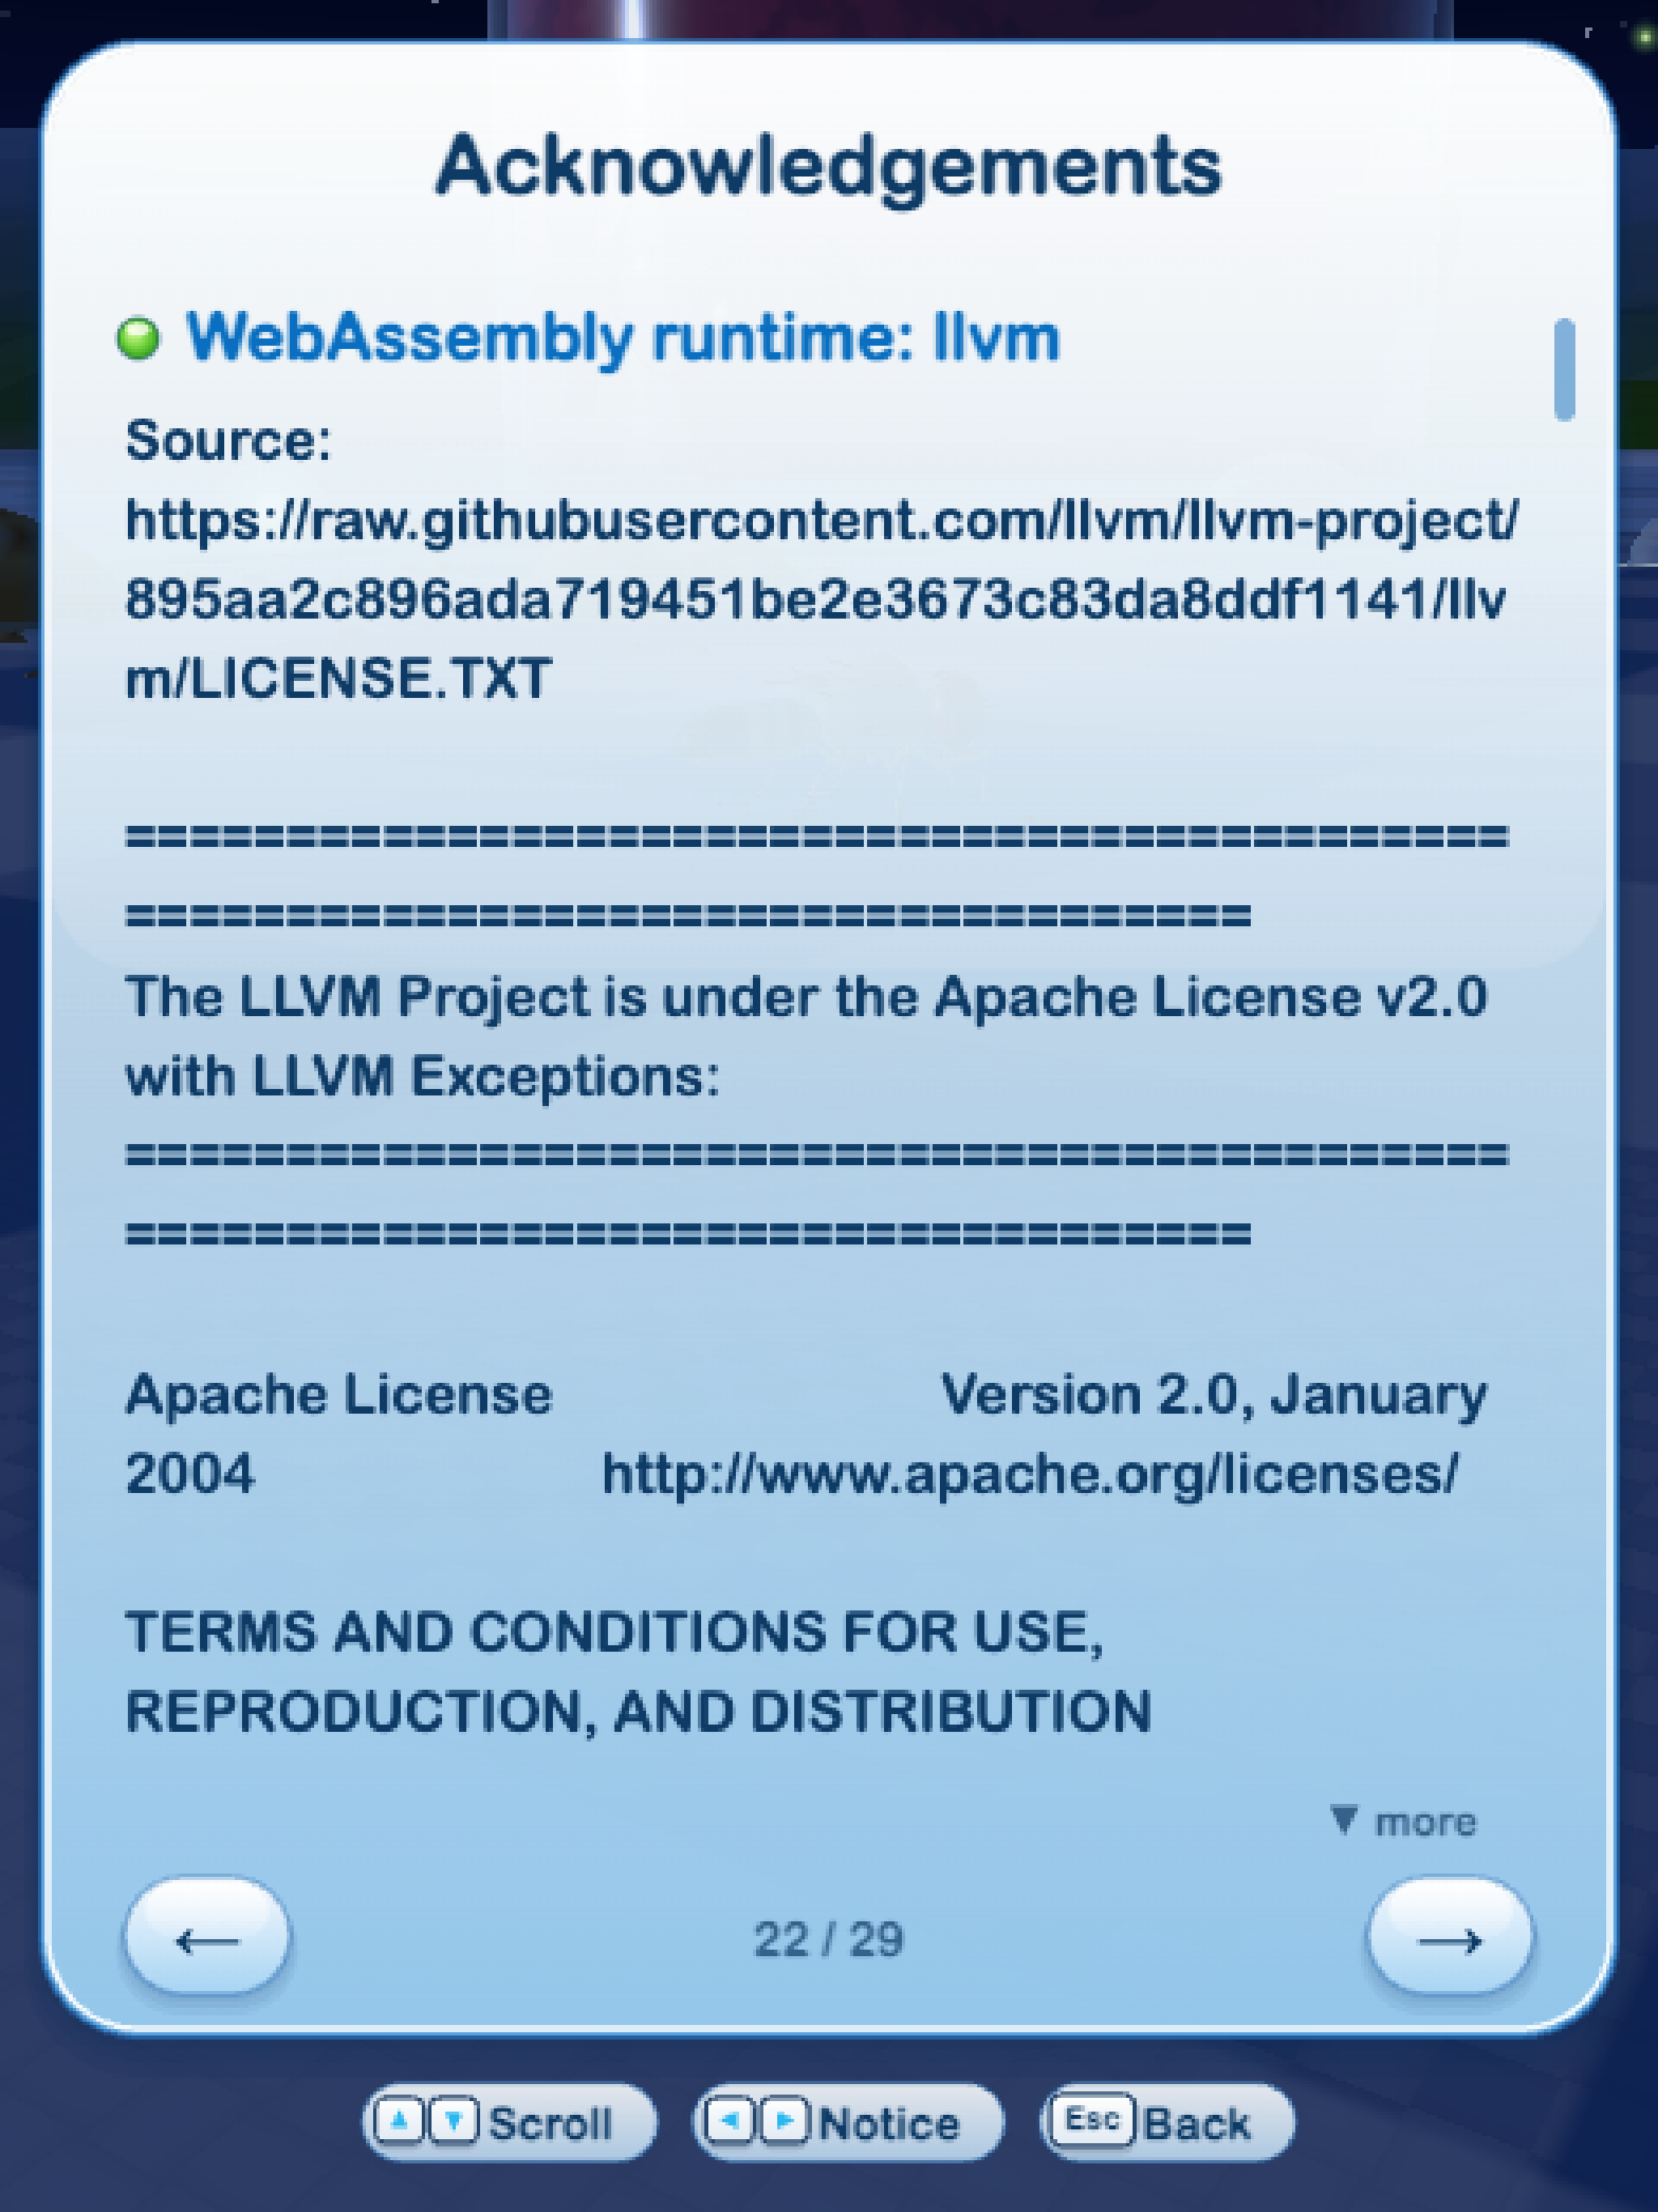 Acknowledgements
WebAssembly runtime: llvm
Source:
https://raw.githubusercontent.com/llvm/llvm-project/
895aa2c896ada719451be2e3673c83da8ddf1141/llv
m/LICENSE.TXT
===========================================
===================================
The LLVM Project is under the Apache License v2.0
with LLVM Exceptions:
===========================================
===================================
Apache License Version 2.0, January
2004 http://www.apache.org/licenses/
TERMS AND CONDITIONS FOR USE,
REPRODUCTION, AND DISTRIBUTION
▼ more
← 22 / 29 →
▲ ▼ Scroll ◄ ► Notice Esc Back